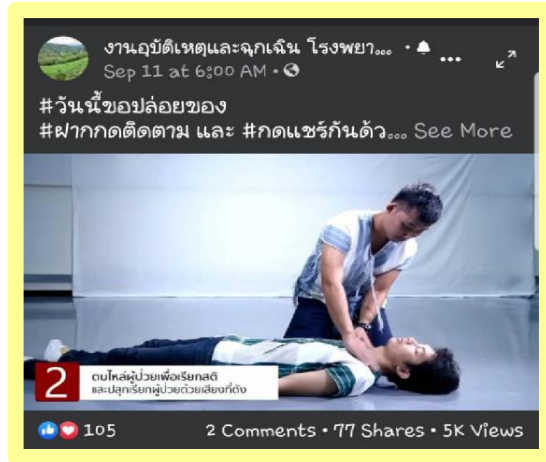 งานอุบัติเหตุและฉุกเฉิน โรงพยา... ·
Sep 11 at 6:00 AM ·
#วันนี้ขอปล่อยของ
#ฝากกดติดตาม และ #กดแชร์กันด้ว... See More
2
ตบไหล่ผู้ป่วยเพื่อเรียกสติ
และปลุกเรียกผู้ป่วยด้วยเสียงที่ดัง
105
2 Comments • 77 Shares • 5K Views